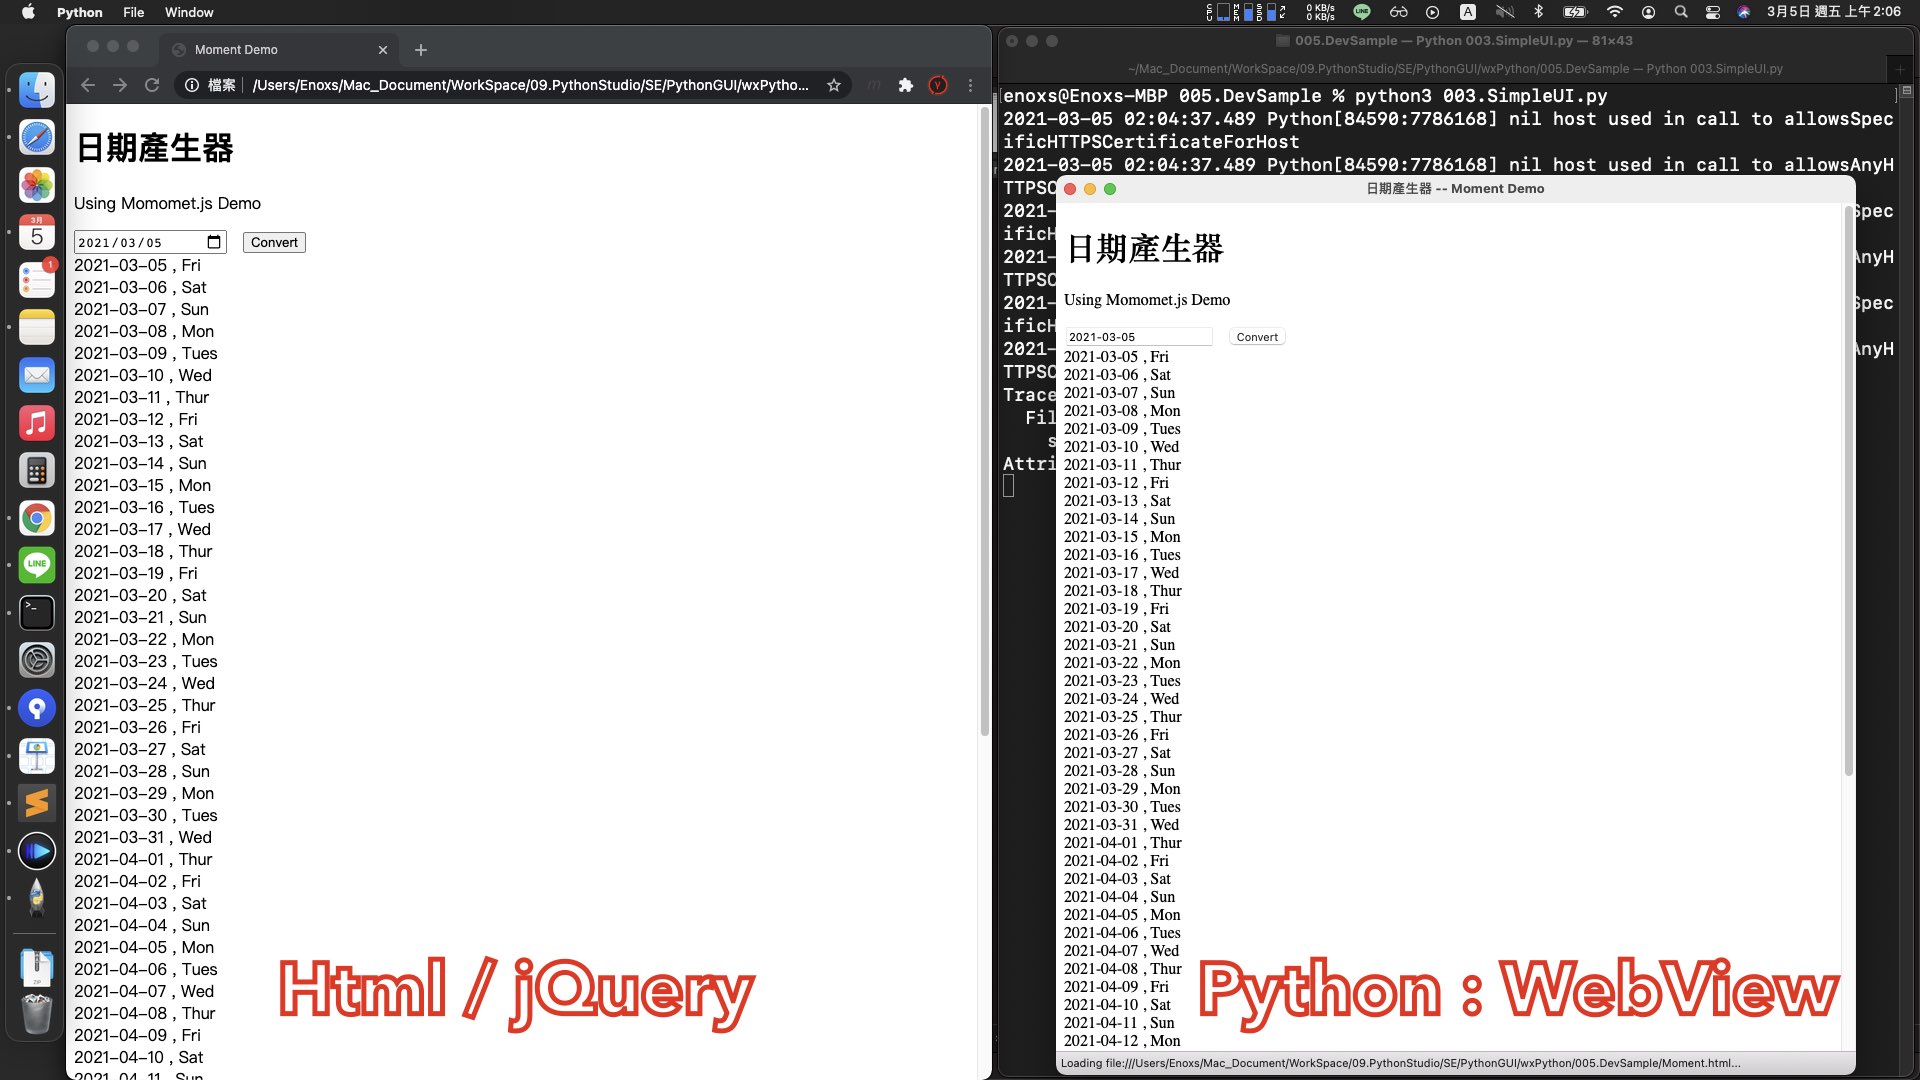 Python File Window
0 KB/s
0 KB/s
3月5日 週五 上午2:06
Moment Demo
檔案 /Users/Enoxs/Mac_Document/WorkSpace/09.PythonStudio/SE/PythonGUI/wxPytho...
日期產生器
Using Momomet.js Demo
2021/03/05 Convert
2021-03-05 , Fri
2021-03-06 , Sat
2021-03-07 , Sun
2021-03-08 , Mon
2021-03-09 , Tues
2021-03-10 , Wed
2021-03-11 , Thur
2021-03-12 , Fri
2021-03-13 , Sat
2021-03-14 , Sun
2021-03-15 , Mon
2021-03-16 , Tues
2021-03-17 , Wed
2021-03-18 , Thur
2021-03-19 , Fri
2021-03-20 , Sat
2021-03-21 , Sun
2021-03-22 , Mon
2021-03-23 , Tues
2021-03-24 , Wed
2021-03-25 , Thur
2021-03-26 , Fri
2021-03-27 , Sat
2021-03-28 , Sun
2021-03-29 , Mon
2021-03-30 , Tues
2021-03-31 , Wed
2021-04-01 , Thur
2021-04-02 , Fri
2021-04-03 , Sat
2021-04-04 , Sun
2021-04-05 , Mon
2021-04-06 , Tues
2021-04-07 , Wed
2021-04-08 , Thur
2021-04-09 , Fri
2021-04-10 , Sat
2021-04-11 , Sun
Html / jQuery
005.DevSample — Python 003.SimpleUI.py — 81×43
~/Mac_Document/WorkSpace/09.PythonStudio/SE/PythonGUI/wxPython/005.DevSample — Python 003.SimpleUI.py
enoxs@Enoxs-MBP 005.DevSample % python3 003.SimpleUI.py
2021-03-05 02:04:37.489 Python[84590:7786168] nil host used in call to allowsSpec
ificHTTPSCertificateForHost
2021-03-05 02:04:37.489 Python[84590:7786168] nil host used in call to allowsAnyH
TTPSC
2021- Spec
ificH
2021- AnyH
TTPSC
2021- Spec
ificH
2021- AnyH
TTPSC
Trace
Fil
s
Attri
日期產生器 -- Moment Demo
日期產生器
Using Momomet.js Demo
2021-03-05 Convert
2021-03-05 , Fri
2021-03-06 , Sat
2021-03-07 , Sun
2021-03-08 , Mon
2021-03-09 , Tues
2021-03-10 , Wed
2021-03-11 , Thur
2021-03-12 , Fri
2021-03-13 , Sat
2021-03-14 , Sun
2021-03-15 , Mon
2021-03-16 , Tues
2021-03-17 , Wed
2021-03-18 , Thur
2021-03-19 , Fri
2021-03-20 , Sat
2021-03-21 , Sun
2021-03-22 , Mon
2021-03-23 , Tues
2021-03-24 , Wed
2021-03-25 , Thur
2021-03-26 , Fri
2021-03-27 , Sat
2021-03-28 , Sun
2021-03-29 , Mon
2021-03-30 , Tues
2021-03-31 , Wed
2021-04-01 , Thur
2021-04-02 , Fri
2021-04-03 , Sat
2021-04-04 , Sun
2021-04-05 , Mon
2021-04-06 , Tues
2021-04-07 , Wed
2021-04-08 , Thur
2021-04-09 , Fri
2021-04-10 , Sat
2021-04-11 , Sun
2021-04-12 , Mon
Python : WebView
Loading file:///Users/Enoxs/Mac_Document/WorkSpace/09.PythonStudio/SE/PythonGUI/wxPython/005.DevSample/Moment.html...
3月
5
1
LINE
ZIP